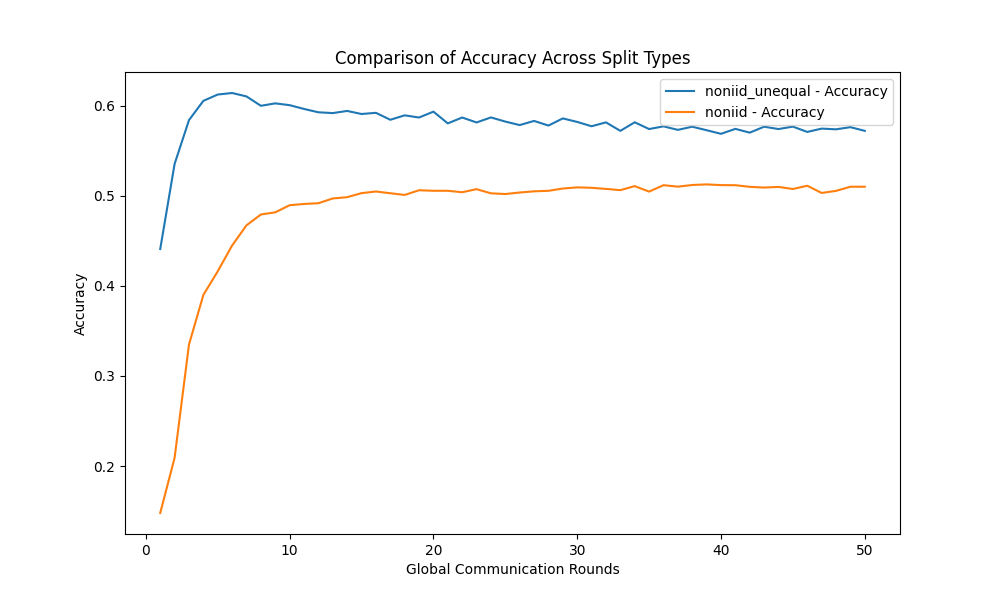 Comparison of Accuracy Across Split Types
noniid_unequal - Accuracy
noniid - Accuracy
0.6
0.5
0.4
0.3
0.2
Accuracy
0
10
20
30
40
50
Global Communication Rounds